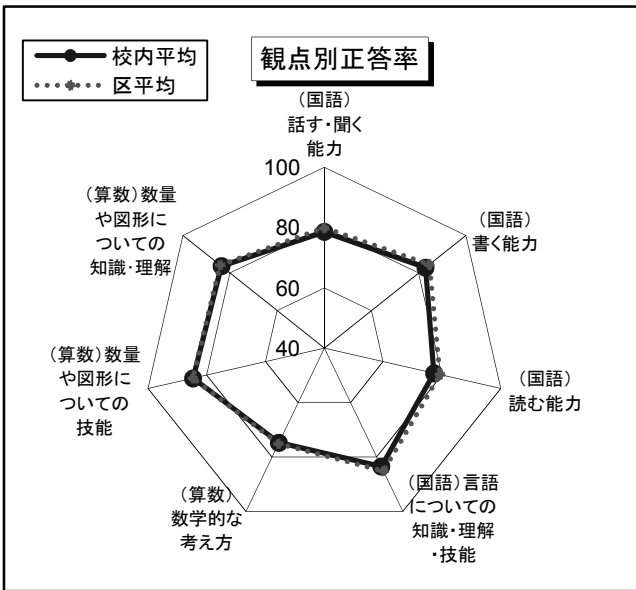 校内平均
区平均
観点別正答率
（国語）
話す・聞く
能力
100
80
60
40
（国語）
書く能力
（国語）
読む能力
（国語）言語
についての
知識・理解
・技能
（算数）
数学的な
考え方
（算数）数量
や図形に
ついての
技能
（算数）数量
や図形に
ついての
知識・理解